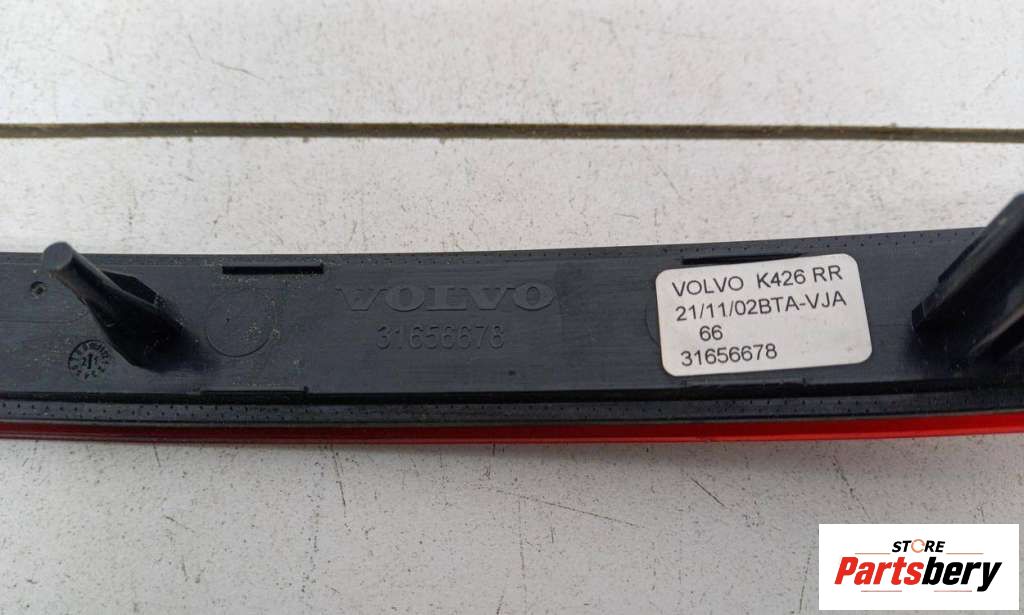 VOLVO
31656678
VOLVO K426 RR
21/11/02BTA-VJA
66
31656678
STORE
Partsbery